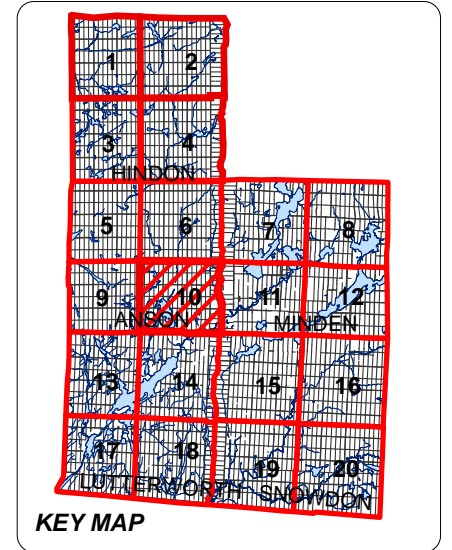 1 2
3 4
HINDON
5 6 7 8
9 10 11 12
ANSON MINDEN
13 14 15 16
17 18 19 20
LUTTERWORTH SNOWDON
KEY MAP